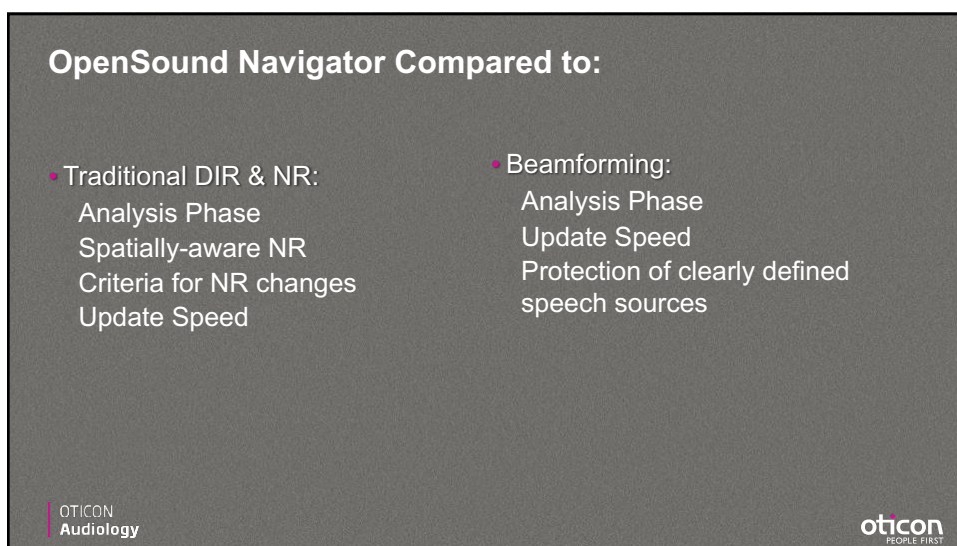 OpenSound Navigator Compared to:
• Traditional DIR & NR:
Analysis Phase
Spatially-aware NR
Criteria for NR changes
Update Speed
• Beamforming:
Analysis Phase
Update Speed
Protection of clearly defined
speech sources
OTICON
Audiology
oticon
PEOPLE FIRST